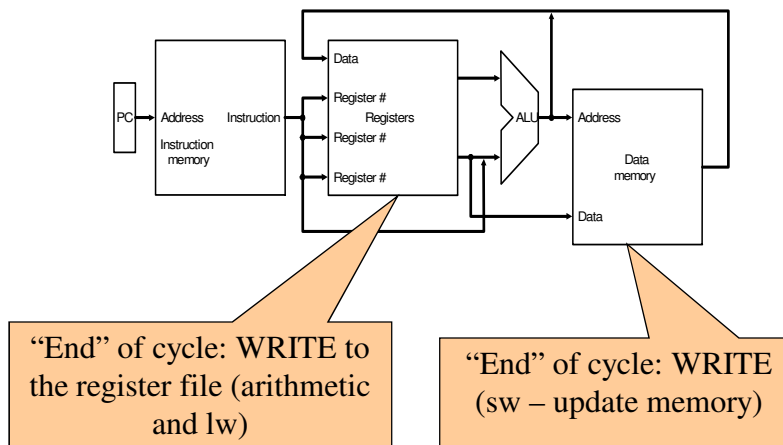 Data
PC
Address
Instruction
Instruction
memory
Register #
Registers
Register #
Register #
ALU
Address
Data
memory
Data
“End” of cycle: WRITE to
the register file (arithmetic
and lw)
“End” of cycle: WRITE
(sw – update memory)